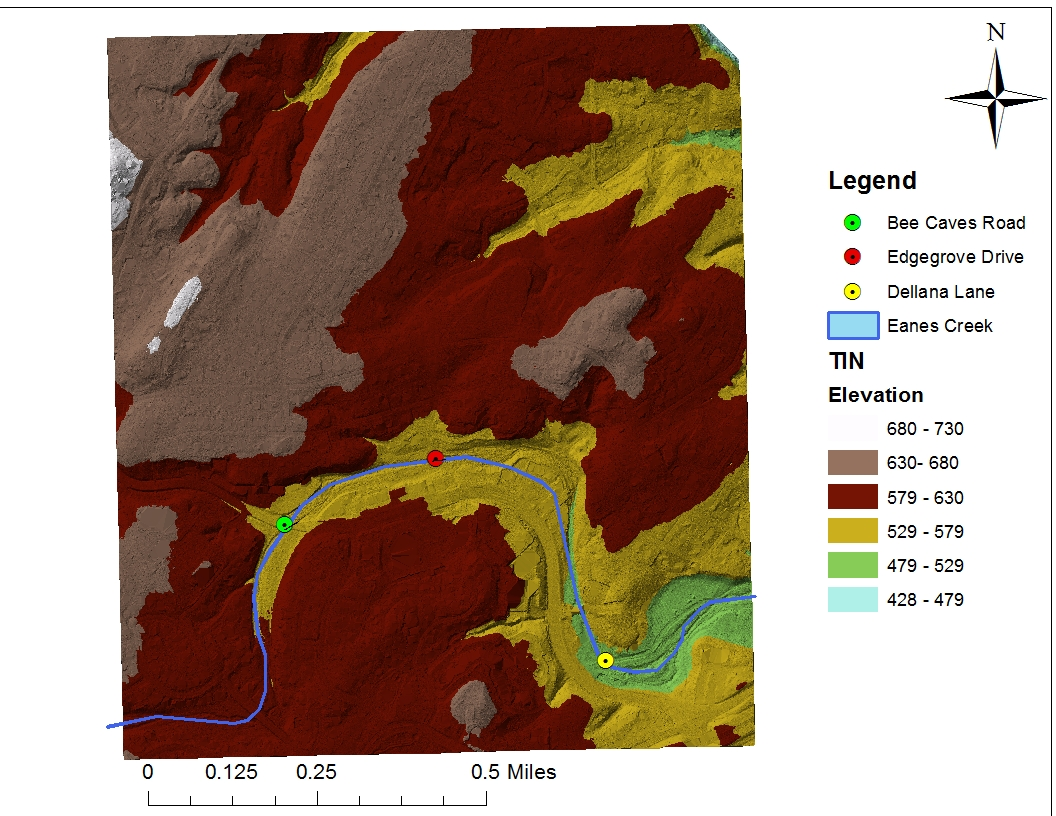 N
Legend
Bee Caves Road
Edgegrove Drive
Dellana Lane
Eanes Creek
TIN
Elevation
680 - 730
630- 680
579 - 630
529 - 579
479 - 529
428 - 479
0 0.125 0.25 0.5 Miles